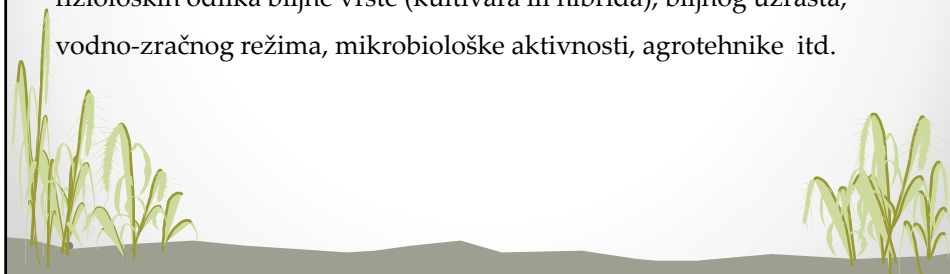 fizioloških odlika biljne vrste (kultivara ili hibrida), biljnog uzrasta,
vodno-zračnog režima, mikrobiološke aktivnosti, agrotehnike itd.